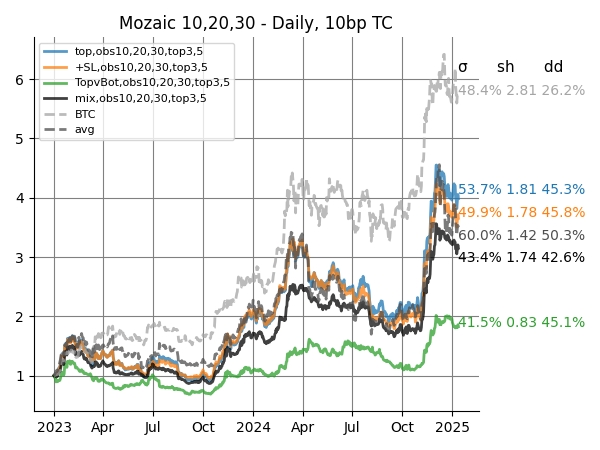 Mozaic 10,20,30 - Daily, 10bp TC
top,obs10,20,30,top3,5
+SL,obs10,20,30,top3,5
TopvBot,obs10,20,30,top3,5
mix,obs10,20,30,top3,5
BTC
avg
σ sh dd
48.4% 2.81 26.2%
53.7% 1.81 45.3%
49.9% 1.78 45.8%
60.0% 1.42 50.3%
43.4% 1.74 42.6%
41.5% 0.83 45.1%
6
5
4
3
2
1
2023 Apr Jul Oct 2024 Apr Jul Oct 2025